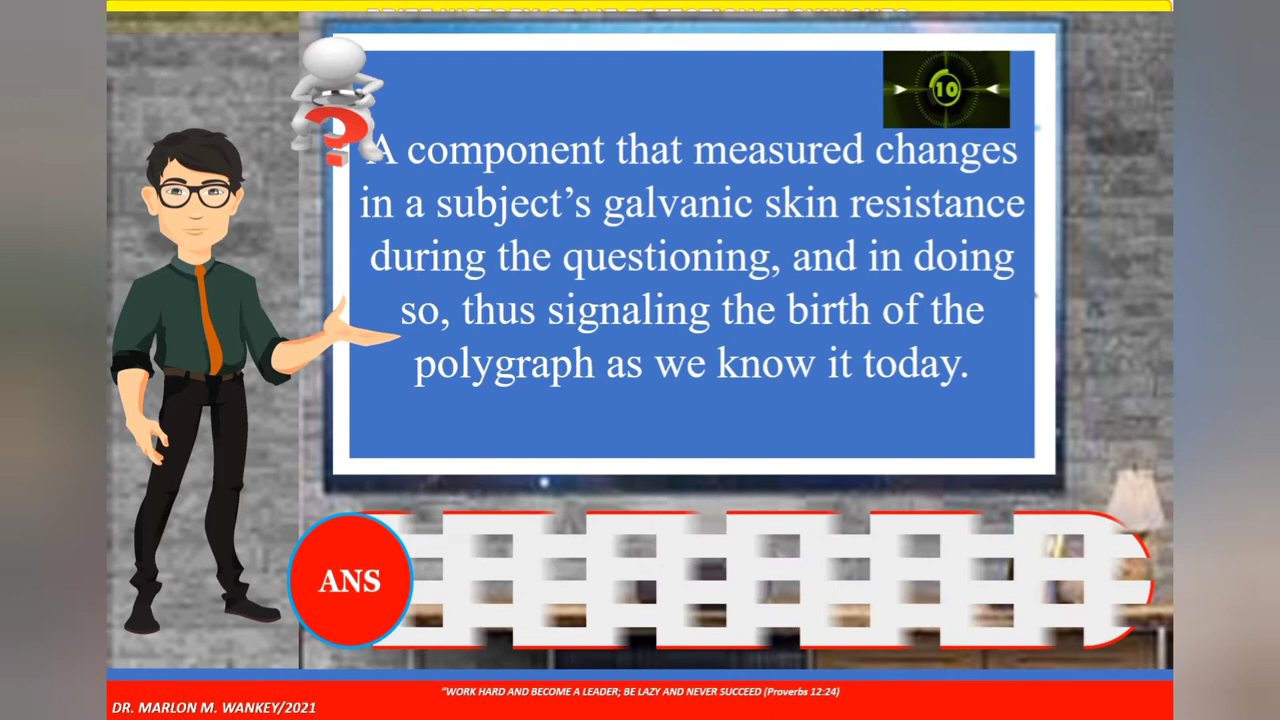 10
A component that measured changes
in a subject’s galvanic skin resistance
during the questioning, and in doing
so, thus signaling the birth of the
polygraph as we know it today.
ANS
“WORK HARD AND BECOME A LEADER; BE LAZY AND NEVER SUCCEED (Proverbs 12:24)
DR. MARLON M. WANKEY/2021